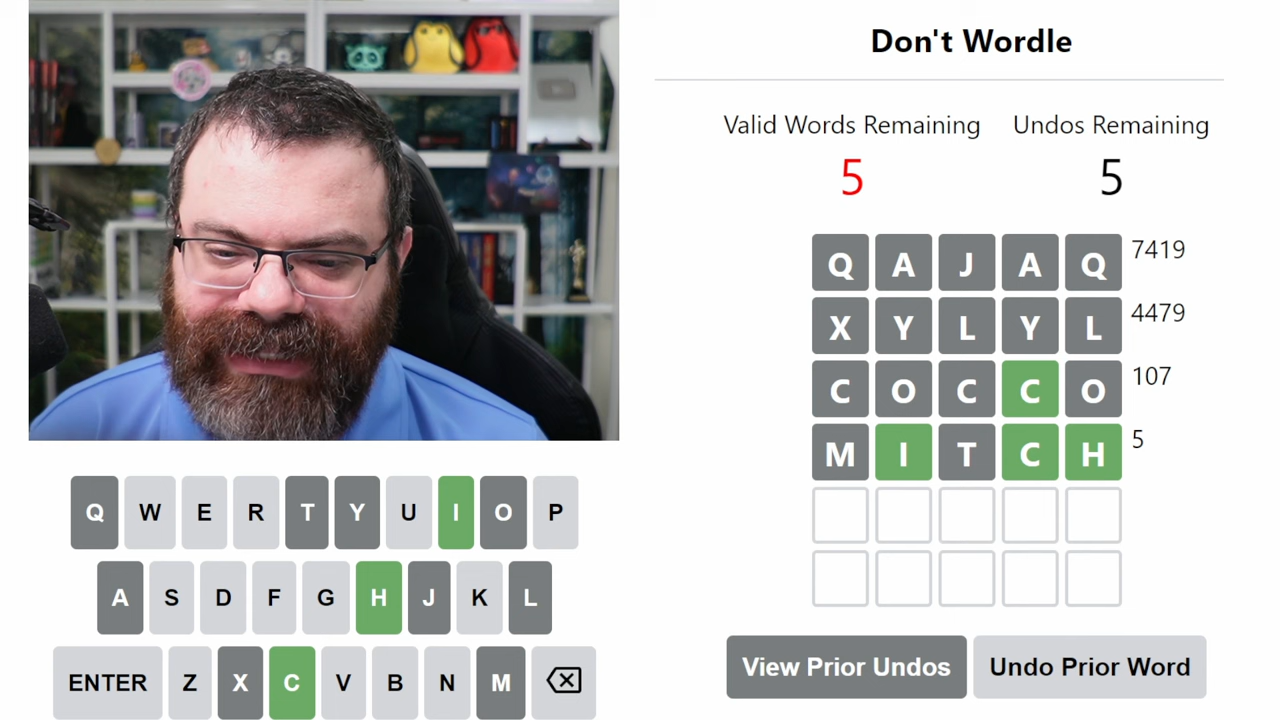 Don't Wordle
Valid Words Remaining
Undos Remaining
5
5
Q A J A Q 7419
X Y L Y L 4479
C O C C O 107
M I T C H 5
Q W E R T Y U I O P
A S D F G H J K L
ENTER Z X C V B N M
View Prior Undos
Undo Prior Word